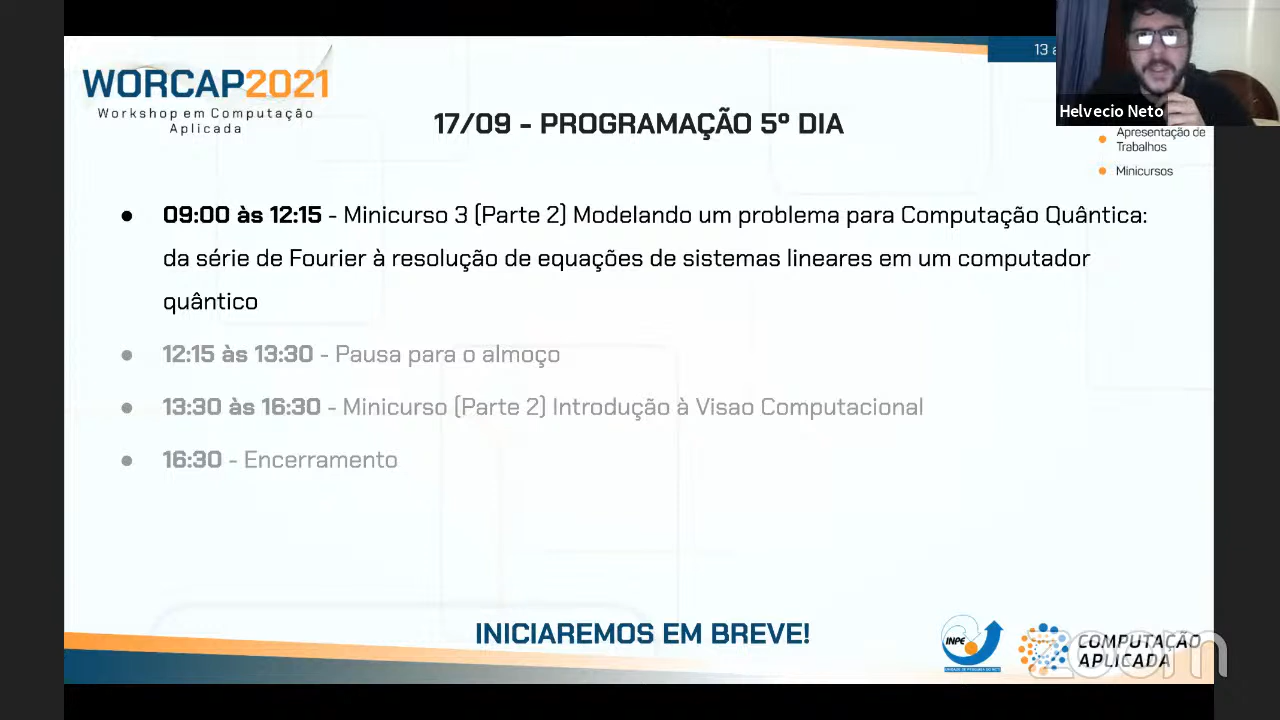 WORCAP2021
Workshop em Computação
Aplicada
13 a
Helvecio Neto
17/09 - PROGRAMAÇÃO 5º DIA
Apresentação de
Trabalhos
Minicursos
09:00 às 12:15 - Minicurso 3 (Parte 2) Modelando um problema para Computação Quântica:
da série de Fourier à resolução de equações de sistemas lineares em um computador
quântico
12:15 às 13:30 - Pausa para o almoço
13:30 às 16:30 - Minicurso (Parte 2) Introdução à Visao Computacional
16:30 - Encerramento
INICIAREMOS EM BREVE!
INPE
COMPUTAÇÃO
APLICADA
zoom